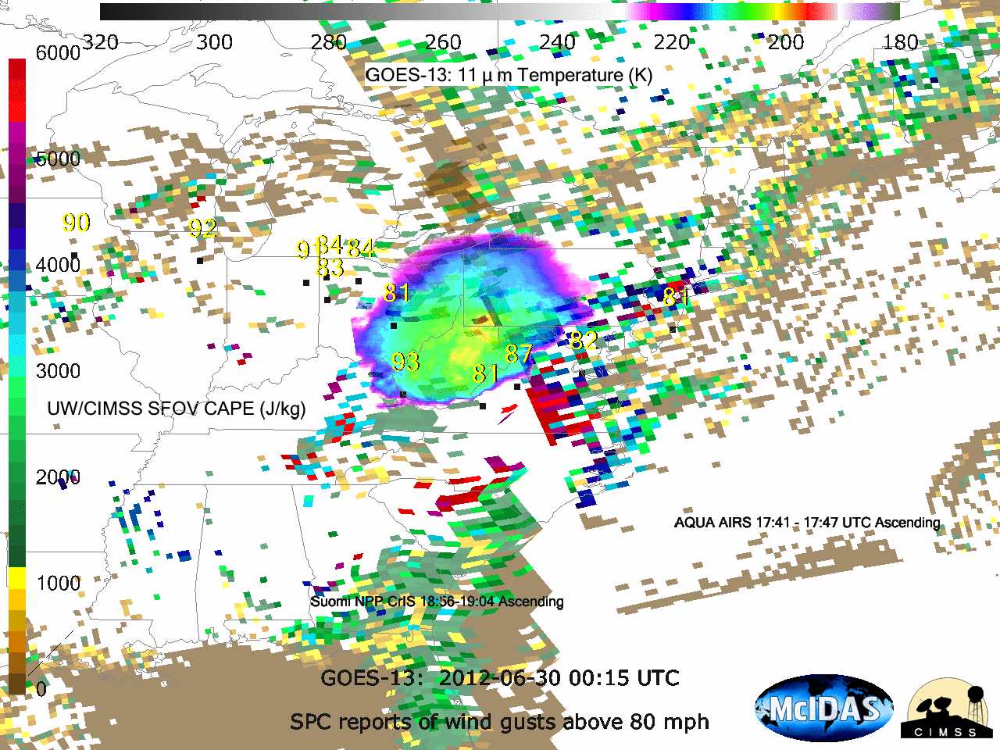 320 300 280 260 240 220 200 180
6000
GOES-13: 11 µm Temperature (K)
5000
90
92
91 84 84
83
4000
81
81
82
87
93
81
3000
UW/CIMSS SFOV CAPE (J/kg)
2000
AQUA AIRS 17:41 - 17:47 UTC Ascending
1000
Suomi NPP CrIS 18:56-19:04 Ascending
GOES-13: 2012-06-30 00:15 UTC
0
SPC reports of wind gusts above 80 mph
McIDAS
CIMSS